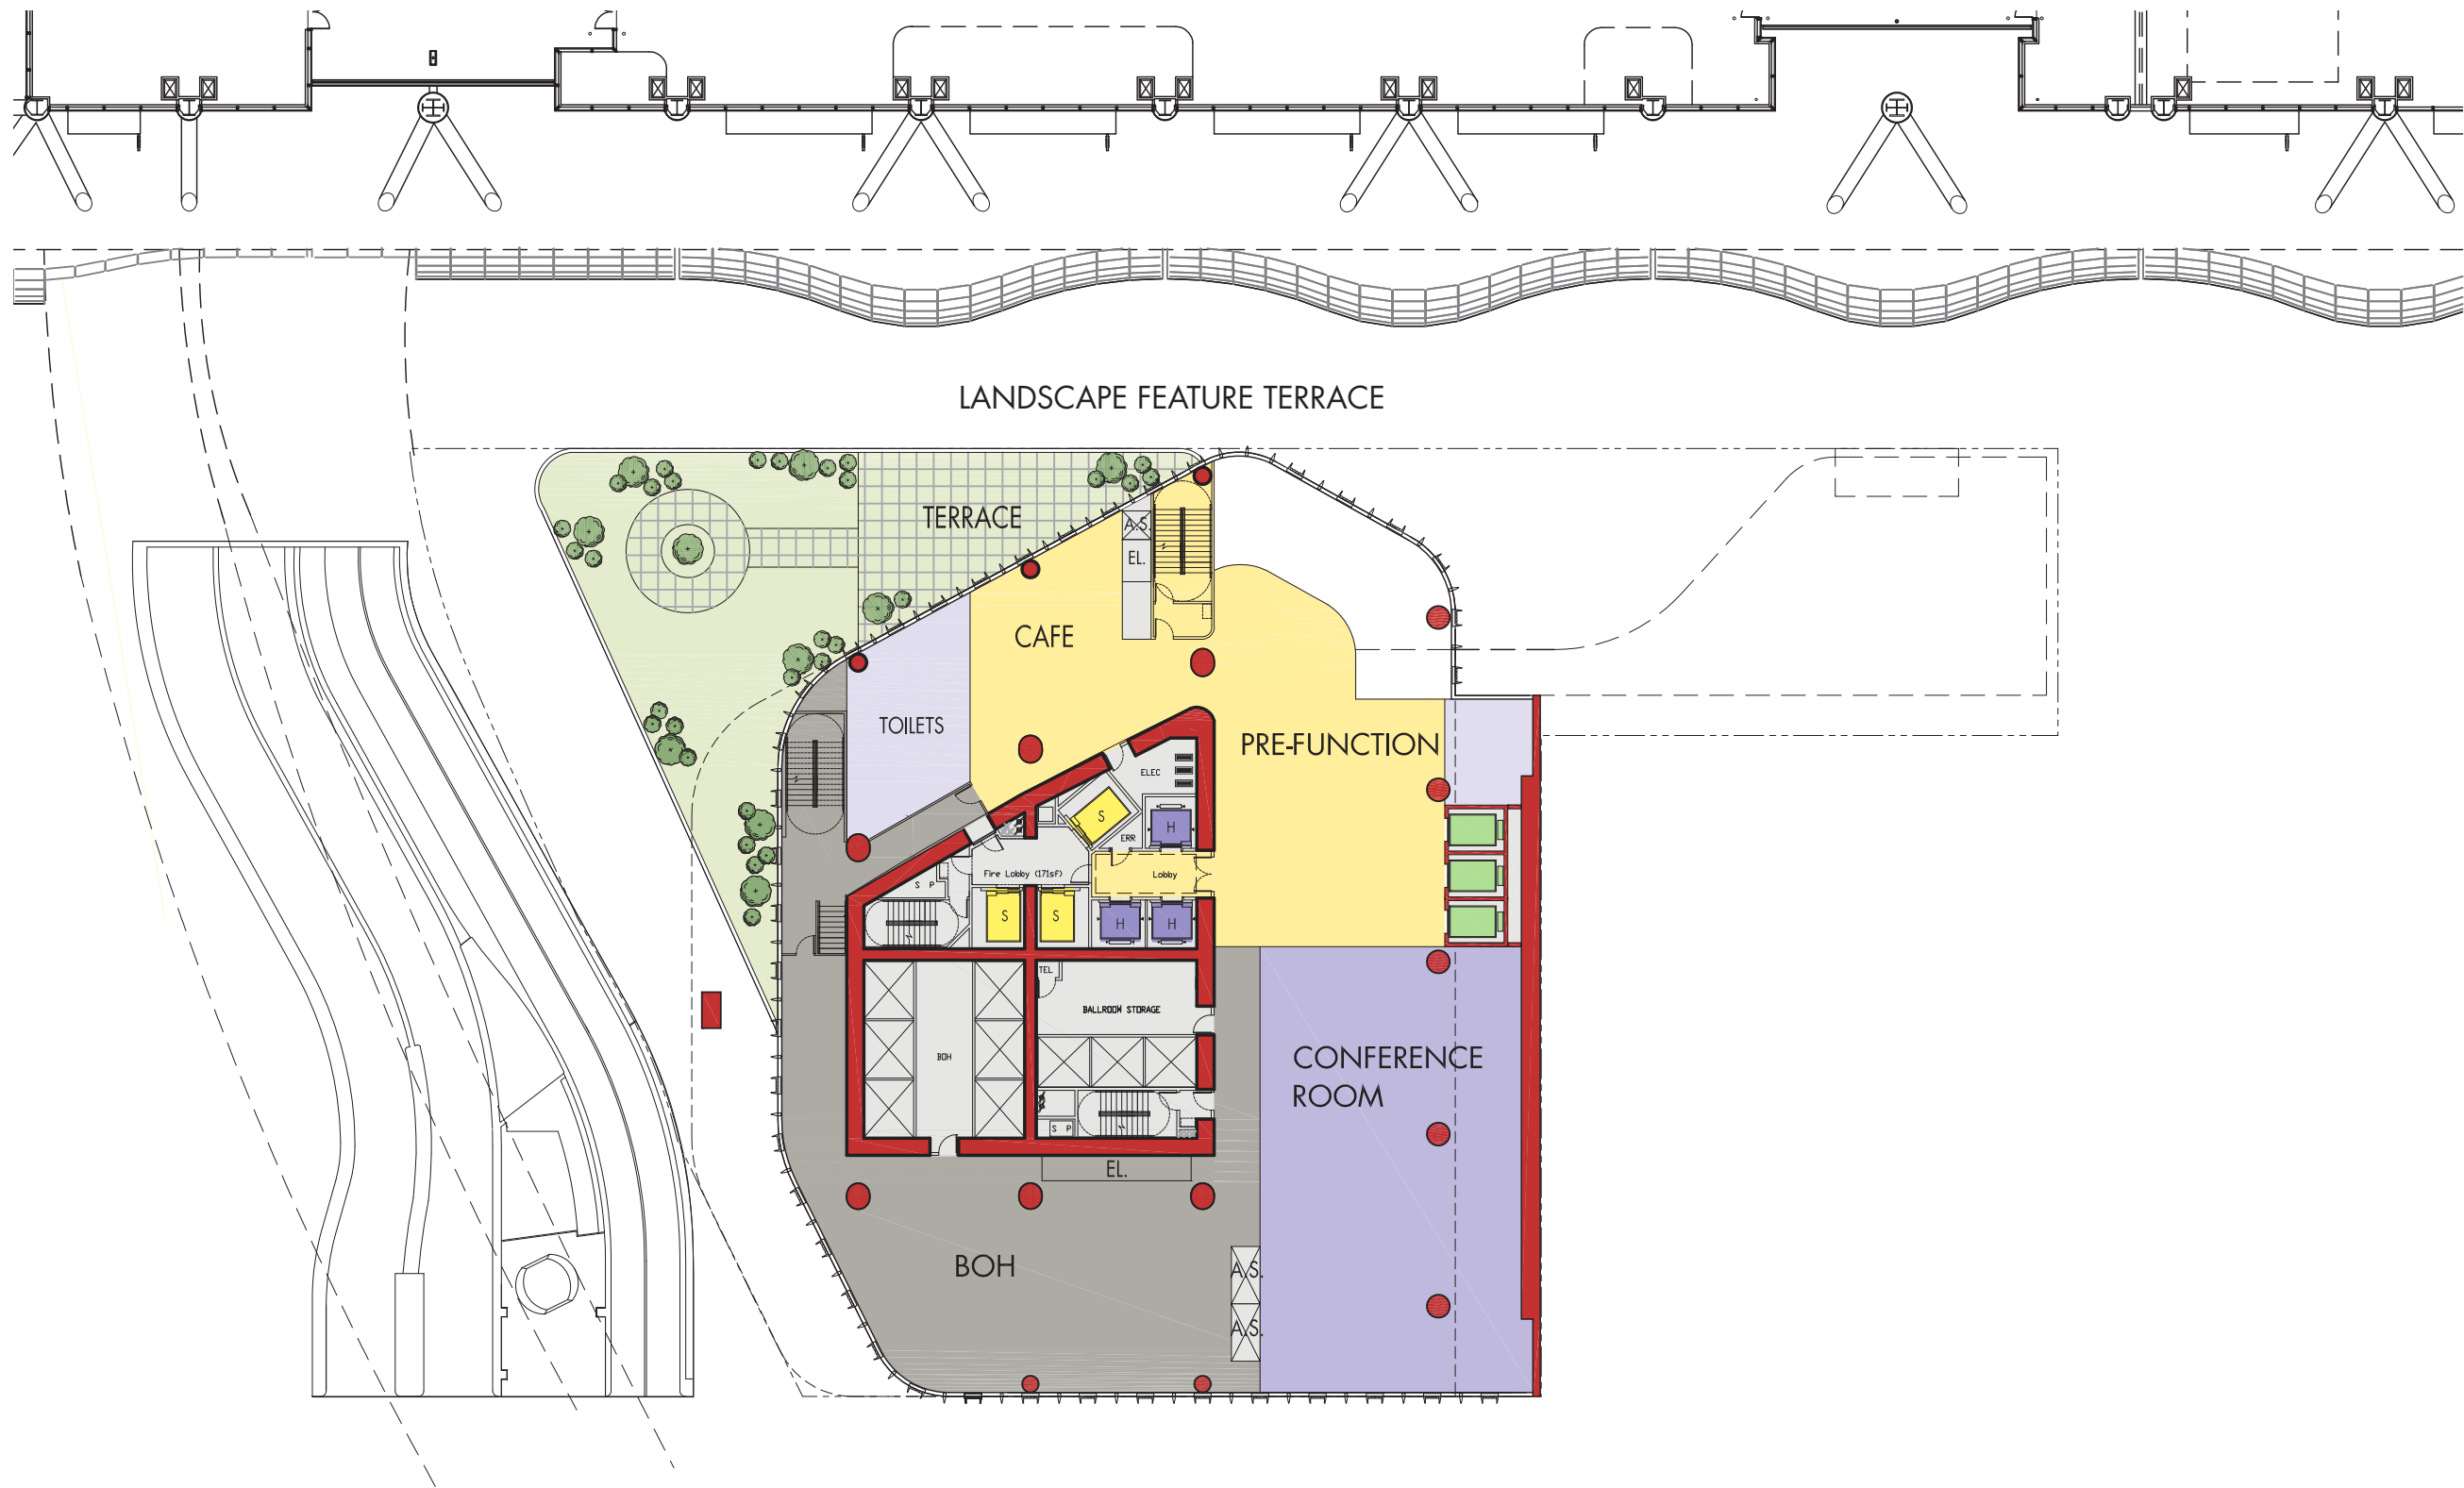 LANDSCAPE FEATURE TERRACE
TERRACE
A.S.
EL.
CAFE
TOILETS
PRE-FUNCTION
ELEC
S
H
ERR
Fire Lobby (171sf)
Lobby
S P
S
S
H
H
TEL
BALLROOM STORAGE
BOH
CONFERENCE
ROOM
S P
EL.
BOH
A.S.
A.S.